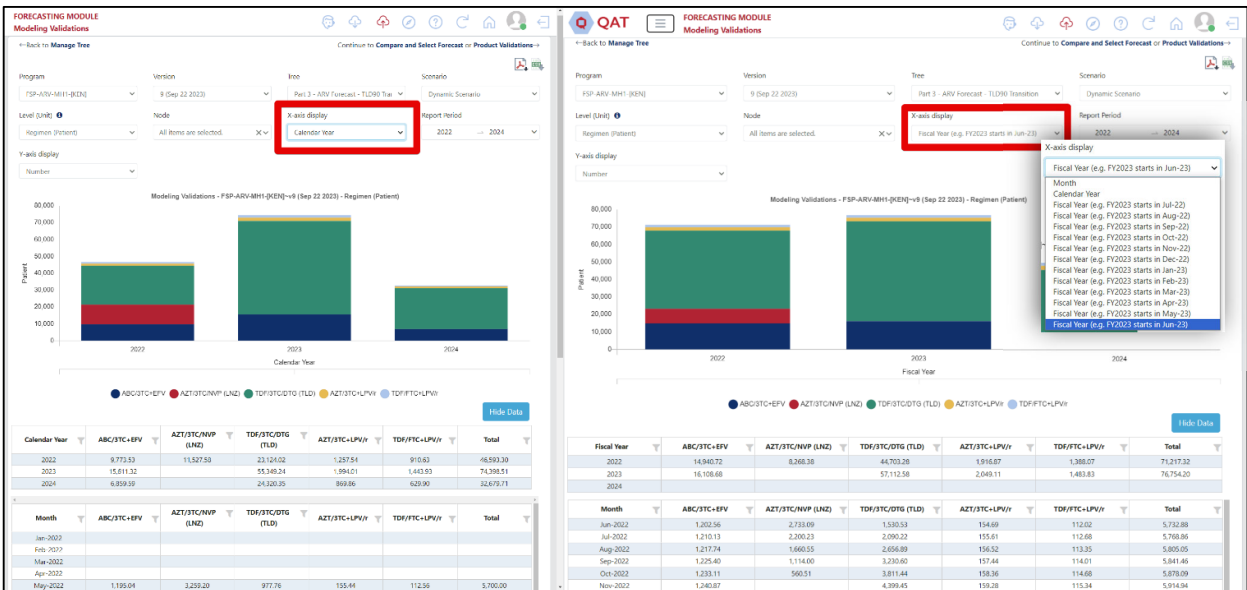 FORECASTING MODULE
Modeling Validations
←Back to Manage Tree
Continue to Compare and Select Forecast or Product Validations→
Program
Version
Tree
Scenario
FSP-ARV-MH1-[KEN]
9 (Sep 22 2023)
Part 3 - ARV Forecast - TLD90 Tran
Dynamic Scenario
Level (Unit)
Node
X-axis display
Report Period
Regimen (Patient)
All items are selected.
Calendar Year
2022 → 2024
Y-axis display
Number
Modeling Validations - FSP-ARV-MH1-[KEN]~v9 (Sep 22 2023) - Regimen (Patient)
80,000
70,000
60,000
50,000
40,000
30,000
20,000
10,000
0
Patient
2022 2023 2024
Calendar Year
ABC/3TC+EFV AZT/3TC/NVP (LNZ) TDF/3TC/DTG (TLD) AZT/3TC+LPV/r TDF/FTC+LPV/r
Hide Data
Calendar Year ABC/3TC+EFV AZT/3TC/NVP (LNZ) TDF/3TC/DTG (TLD) AZT/3TC+LPV/r TDF/FTC+LPV/r Total
2022 9,773.53 11,527.58 23,124.02 1,257.54 910.63 46,593.30
2023 15,611.32 55,349.24 1,994.01 1,443.93 74,398.51
2024 6,859.59 24,320.35 869.86 629.90 32,679.71
Month ABC/3TC+EFV AZT/3TC/NVP (LNZ) TDF/3TC/DTG (TLD) AZT/3TC+LPV/r TDF/FTC+LPV/r Total
Jan-2022
Feb-2022
Mar-2022
Apr-2022
May-2022 1,195.04 3,259.20 977.76 155.44 112.56 5,700.00
QAT
FORECASTING MODULE
Modeling Validations
←Back to Manage Tree
Continue to Compare and Select Forecast or Product Validations→
Program
Version
Tree
Scenario
FSP-ARV-MH1-[KEN]
9 (Sep 22 2023)
Part 3 - ARV Forecast - TLD90 Transition
Dynamic Scenario
Level (Unit)
Node
X-axis display
Report Period
Regimen (Patient)
All items are selected.
Fiscal Year (e.g. FY2023 starts in Jun-23)
2022 → 2024
Y-axis display
Number
X-axis display
Fiscal Year (e.g. FY2023 starts in Jun-23)
Month
Calendar Year
Fiscal Year (e.g. FY2023 starts in Jul-22)
Fiscal Year (e.g. FY2023 starts in Aug-22)
Fiscal Year (e.g. FY2023 starts in Sep-22)
Fiscal Year (e.g. FY2023 starts in Oct-22)
Fiscal Year (e.g. FY2023 starts in Nov-22)
Fiscal Year (e.g. FY2023 starts in Dec-22)
Fiscal Year (e.g. FY2023 starts in Jan-23)
Fiscal Year (e.g. FY2023 starts in Feb-23)
Fiscal Year (e.g. FY2023 starts in Mar-23)
Fiscal Year (e.g. FY2023 starts in Apr-23)
Fiscal Year (e.g. FY2023 starts in May-23)
Fiscal Year (e.g. FY2023 starts in Jun-23)
Modeling Validations - FSP-ARV-MH1-[KEN]~v9 (Sep 22 2023) - Regimen (Patient)
80,000
70,000
60,000
50,000
40,000
30,000
20,000
10,000
0
Patient
2022 2023 2024
Fiscal Year
ABC/3TC+EFV AZT/3TC/NVP (LNZ) TDF/3TC/DTG (TLD) AZT/3TC+LPV/r TDF/FTC+LPV/r
Hide Data
Fiscal Year ABC/3TC+EFV AZT/3TC/NVP (LNZ) TDF/3TC/DTG (TLD) AZT/3TC+LPV/r TDF/FTC+LPV/r Total
2022 14,940.72 8,268.38 44,703.28 1,916.87 1,388.07 71,217.32
2023 16,108.68 57,112.58 2,049.11 1,483.83 76,754.20
2024
Month ABC/3TC+EFV AZT/3TC/NVP (LNZ) TDF/3TC/DTG (TLD) AZT/3TC+LPV/r TDF/FTC+LPV/r Total
Jun-2022 1,202.56 2,733.09 1,530.53 154.69 112.02 5,732.88
Jul-2022 1,210.13 2,200.23 2,090.22 155.61 112.68 5,768.86
Aug-2022 1,217.74 1,660.55 2,656.89 156.52 113.35 5,805.05
Sep-2022 1,225.40 1,114.00 3,230.60 157.44 114.01 5,841.46
Oct-2022 1,233.11 560.51 3,811.44 158.36 114.68 5,878.09
Nov-2022 1,240.87 4,399.45 159.28 115.34 5,914.94